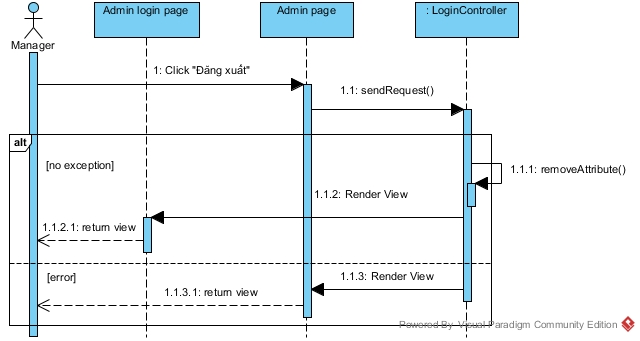 Admin login page
Admin page
: LoginController
Manager
1: Click "Đăng xuất"
1.1: sendRequest()
alt
[no exception]
1.1.1: removeAttribute()
1.1.2: Render View
1.1.2.1: return view
[error]
1.1.3: Render View
1.1.3.1: return view
Powered By Visual Paradigm Community Edition